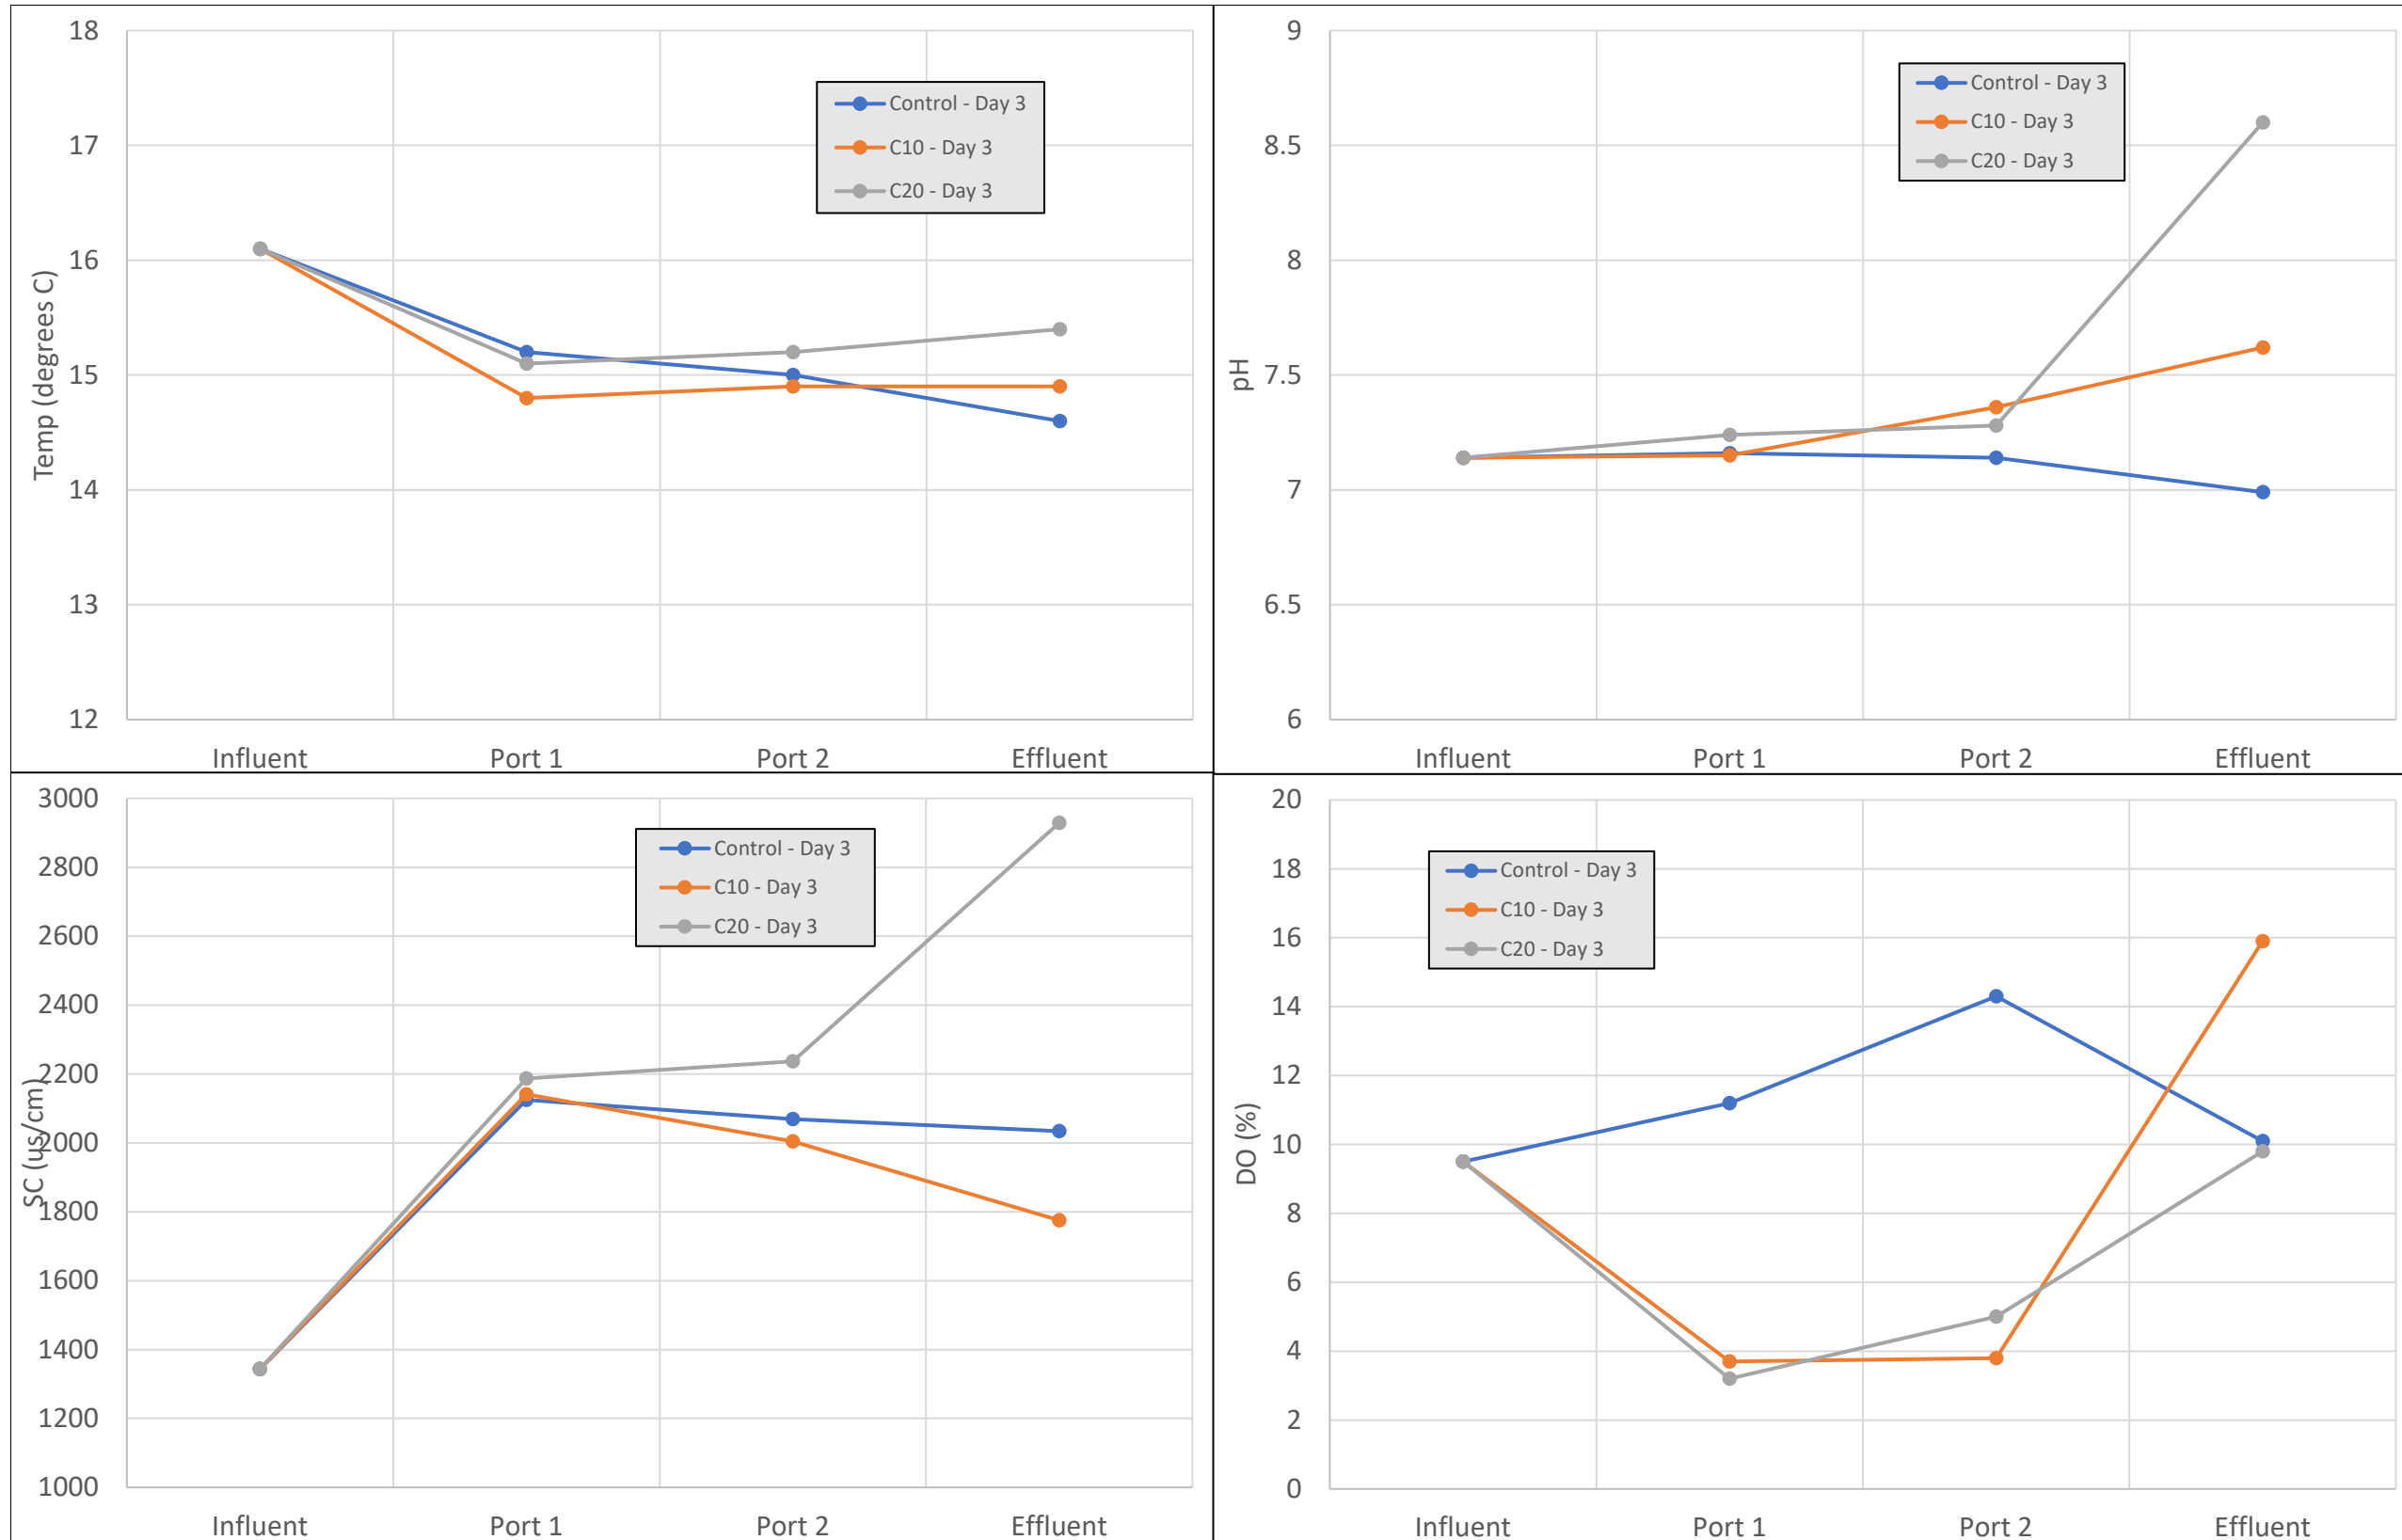 18
17
16
15
14
13
12
Temp (degrees C)
Control - Day 3
C10 - Day 3
C20 - Day 3
Influent Port 1 Port 2 Effluent
9
8.5
8
7.5
7
6.5
6
pH
Control - Day 3
C10 - Day 3
C20 - Day 3
Influent Port 1 Port 2 Effluent
3000
2800
2600
2400
2200
2000
1800
1600
1400
1200
1000
SC (us/cm)
Control - Day 3
C10 - Day 3
C20 - Day 3
Influent Port 1 Port 2 Effluent
20
18
16
14
12
10
8
6
4
2
0
DO (%)
Control - Day 3
C10 - Day 3
C20 - Day 3
Influent Port 1 Port 2 Effluent